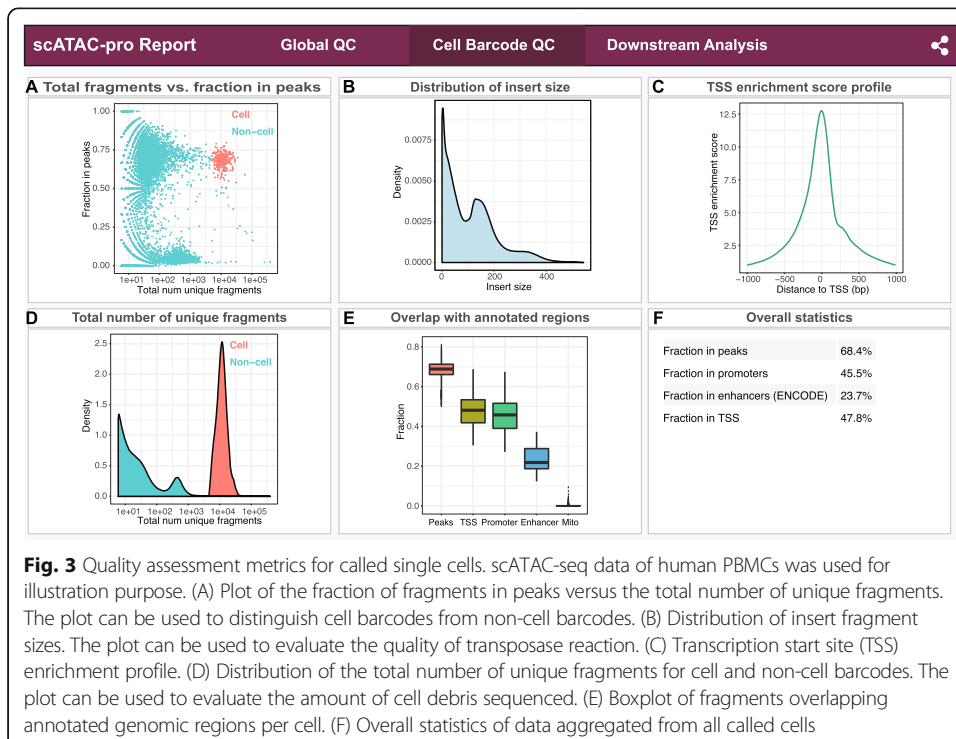 scATAC-pro Report Global QC Cell Barcode QC Downstream Analysis
A Total fragments vs. fraction in peaks
Cell
Non-cell
1.00
0.75
0.50
0.25
0.00
Fraction in peaks
1e+01 1e+02 1e+03 1e+04 1e+05
Total num unique fragments
B Distribution of insert size
0.0075
0.0050
0.0025
0.0000
Density
0 200 400
Insert size
C TSS enrichment score profile
12.5
10.0
7.5
5.0
2.5
TSS enrichment score
−1000 −500 0 500 1000
Distance to TSS (bp)
D Total number of unique fragments
Cell
Non-cell
2.5
2.0
1.5
1.0
0.5
0.0
Density
1e+01 1e+02 1e+03 1e+04 1e+05
Total num unique fragments
E Overlap with annotated regions
0.8
0.6
0.4
0.2
0.0
Fraction
Peaks TSS Promoter Enhancer Mito
F Overall statistics
Fraction in peaks 68.4%
Fraction in promoters 45.5%
Fraction in enhancers (ENCODE) 23.7%
Fraction in TSS 47.8%
Fig. 3 Quality assessment metrics for called single cells. scATAC-seq data of human PBMCs was used for
illustration purpose. (A) Plot of the fraction of fragments in peaks versus the total number of unique fragments.
The plot can be used to distinguish cell barcodes from non-cell barcodes. (B) Distribution of insert fragment
sizes. The plot can be used to evaluate the quality of transposase reaction. (C) Transcription start site (TSS)
enrichment profile. (D) Distribution of the total number of unique fragments for cell and non-cell barcodes. The
plot can be used to evaluate the amount of cell debris sequenced. (E) Boxplot of fragments overlapping
annotated genomic regions per cell. (F) Overall statistics of data aggregated from all called cells